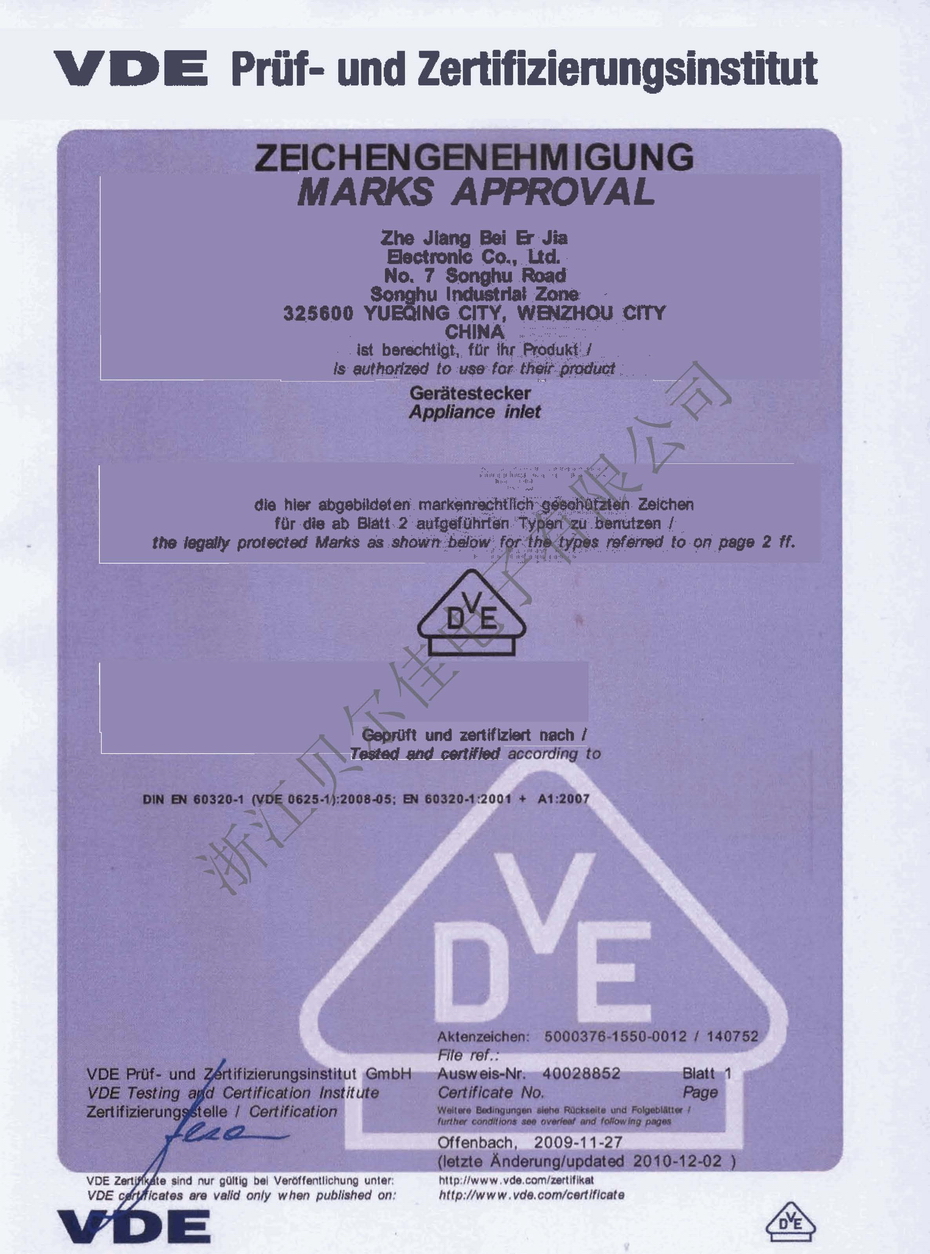 VDE Prüf- und Zertifizierungsinstitut
ZEICHENGENEHMIGUNG
MARKS APPROVAL
Zhe Jiang Bei Er Jia
Electronic Co., Ltd.
No. 7 Songhu Road
Songhu Industrial Zone
325600 YUEQING CITY, WENZHOU CITY
CHINA
ist berechtigt, für ihr Produkt /
is authorized to use for their product
Gerätestecker
Appliance inlet
die hier abgebildeten markenrechtlich geschützten Zeichen
für die ab Blatt 2 aufgeführten Typen zu benutzen /
the legally protected Marks as shown below for the types referred to on page 2 ff.
DVE
浙江贝尔佳电子有限公司
Geprüft und zertifiziert nach /
Tested and certified according to
DIN EN 60320-1 (VDE 0625-1):2008-05; EN 60320-1:2001 + A1:2007
DVE
Aktenzeichen: 5000376-1550-0012 / 140752
File ref.:
VDE Prüf- und Zertifizierungsinstitut GmbH Ausweis-Nr. 40028852 Blatt 1
VDE Testing and Certification Institute Certificate No. Page
Zertifizierungsstelle / Certification Weitere Bedingungen siehe Rückseite und Folgeblätter /
further conditions see overleaf and following pages
Offenbach, 2009-11-27
(letzte Änderung/updated 2010-12-02 )
VDE Zertifikate sind nur gültig bei Veröffentlichung unter: http://www.vde.com/zertifikat
VDE certificates are valid only when published on: http://www.vde.com/certificate
VDE DVE